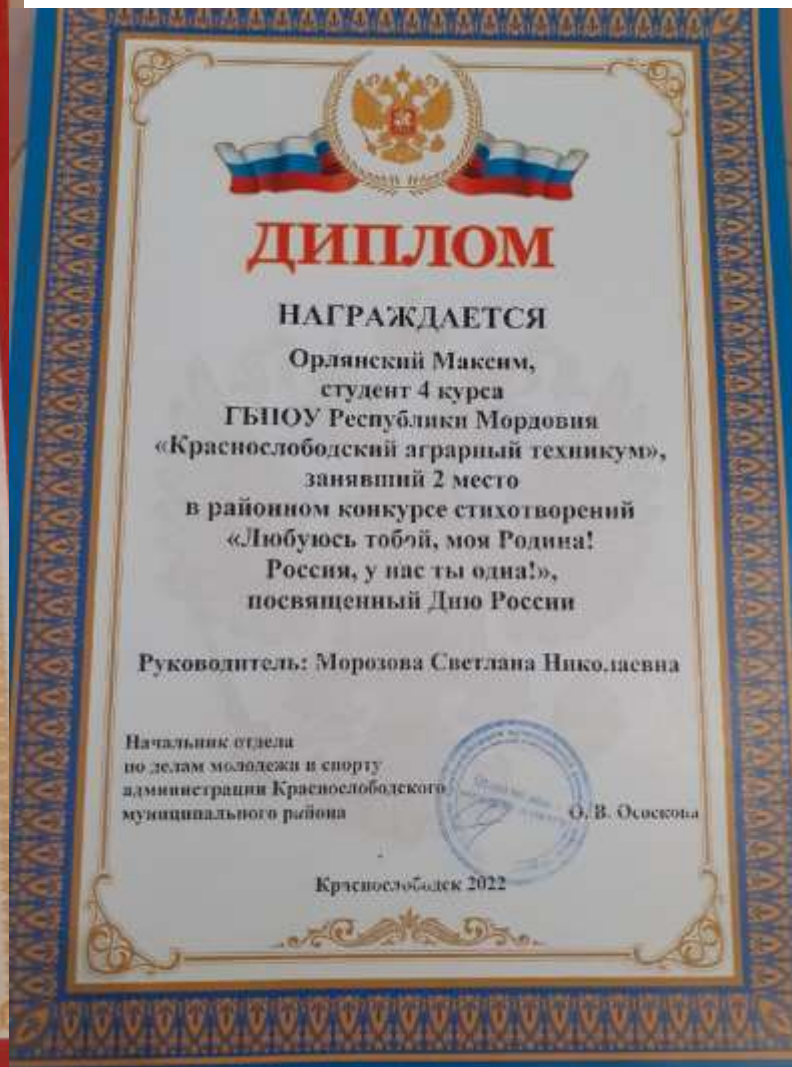 ДИПЛОМ
НАГРАЖДАЕТСЯ
Орлянский Максим,
студент 4 курса
ГБПОУ Республики Мордовия
«Краснослободский аграрный техникум»,
занявший 2 место
в районном конкурсе стихотворений
«Любуюсь тобой, моя Родина!
Россия, у нас ты одна!»,
посвященный Дню России
Руководитель: Морозова Светлана Николаевна
Начальник отдела
по делам молодежи и спорту
администрации Краснослободского
муниципального района
О. В. Ососкова
Краснослободск 2022